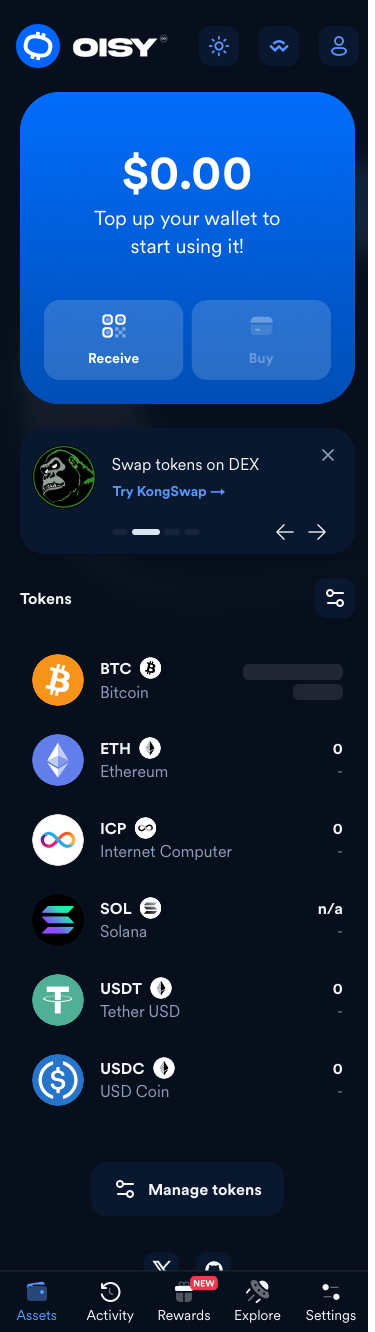 OISY
$0.00
Top up your wallet to
start using it!
Receive
Buy
Swap tokens on DEX
Try KongSwap →
Tokens
BTC
Bitcoin
ETH
0
Ethereum
-
ICP
0
Internet Computer
-
SOL
n/a
Solana
-
USDT
0
Tether USD
-
USDC
0
USD Coin
-
Manage tokens
NEW
Assets
Activity
Rewards
Explore
Settings